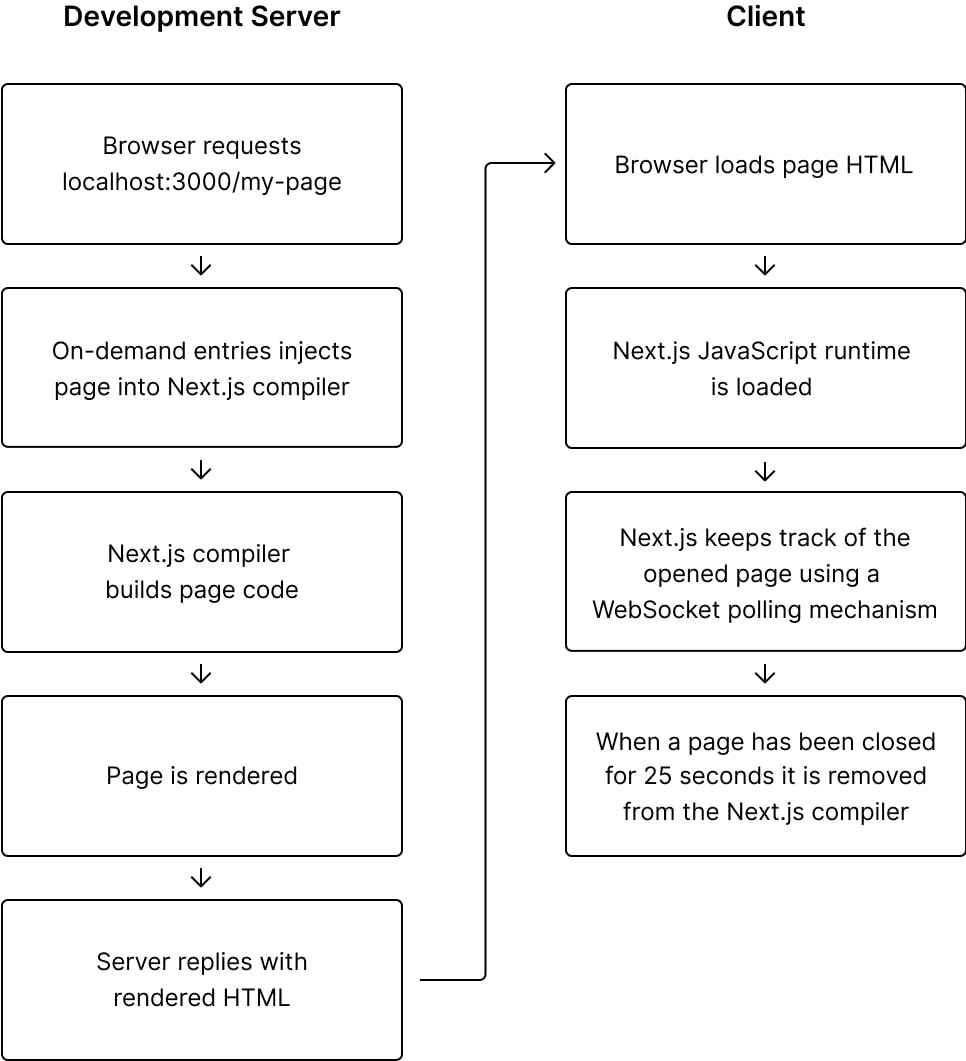 Development Server
Browser requests
localhost:3000/my-page
On-demand entries injects
page into Next.js compiler
Next.js compiler
builds page code
Page is rendered
Server replies with
rendered HTML
Client
Browser loads page HTML
Next.js JavaScript runtime
is loaded
Next.js keeps track of the
opened page using a
WebSocket polling mechanism
When a page has been closed
for 25 seconds it is removed
from the Next.js compiler